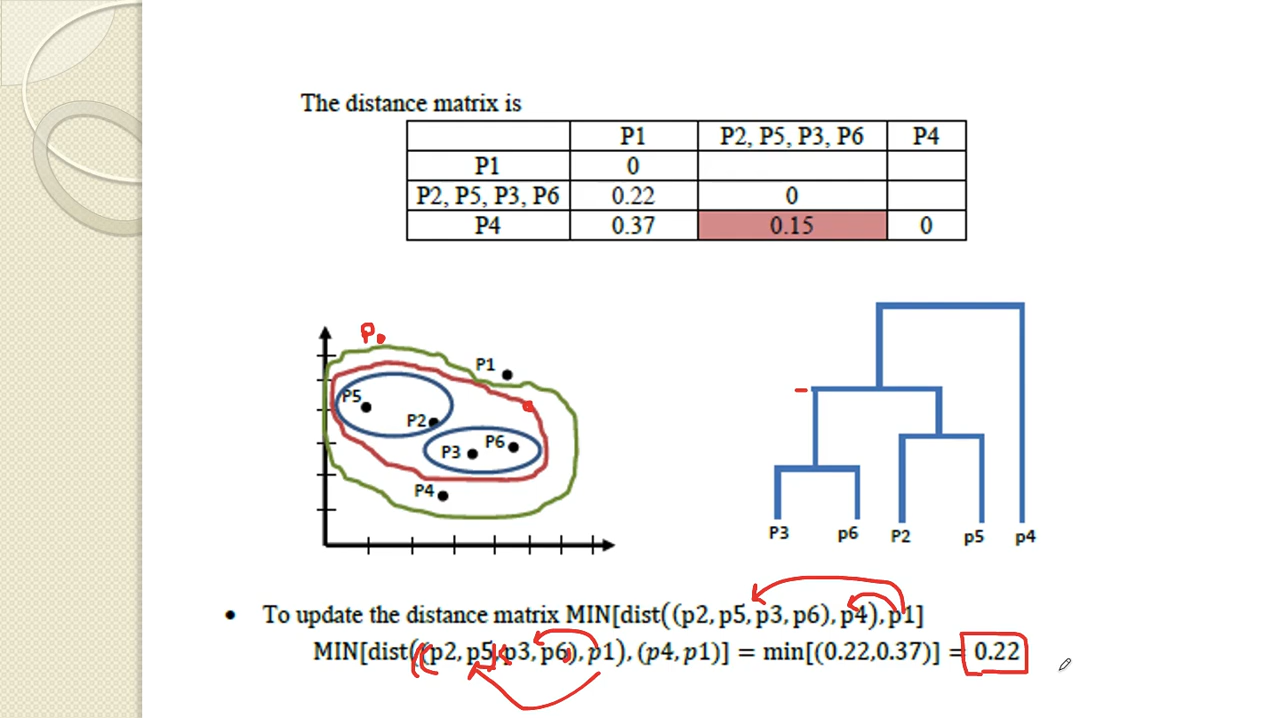 The distance matrix is
P1 P2, P5, P3, P6 P4
P1 0
P2, P5, P3, P6 0.22 0
P4 0.37 0.15 0
P
P1
P5
P2
P6
P3
P4
P3 p6 P2 p5 p4
• To update the distance matrix MIN[dist((p2, p5, p3, p6), p4), p1]
MIN[dist((p2, p5, p3, p6), p1), (p4, p1)] = min[(0.22,0.37)] = 0.22